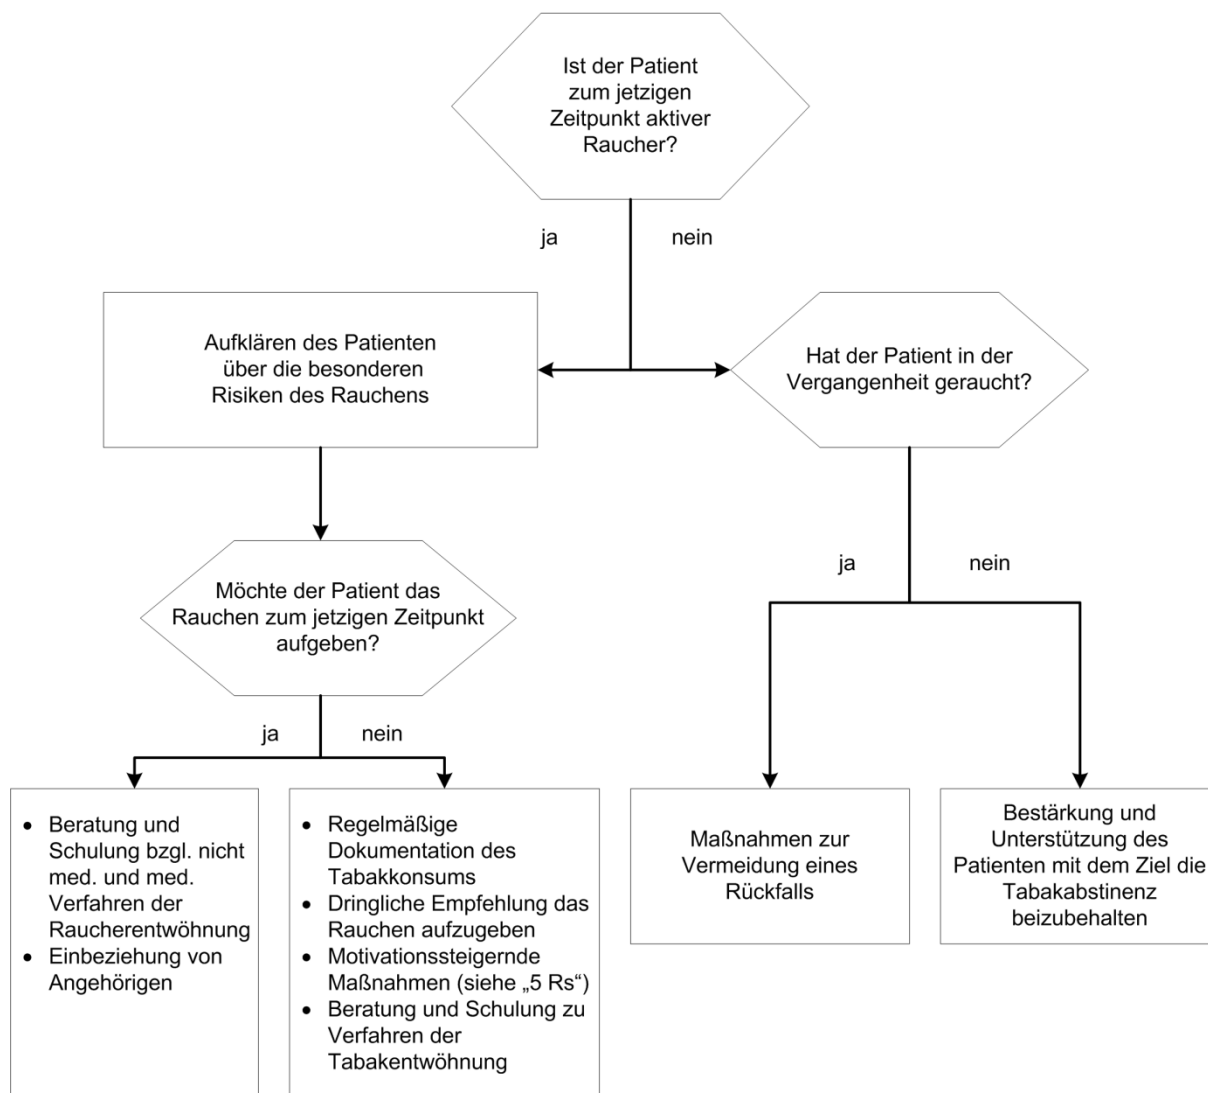 Ist der Patient
zum jetzigen
Zeitpunkt aktiver
Raucher?
ja
nein
Aufklären des Patienten
über die besonderen
Risiken des Rauchens
Hat der Patient in der
Vergangenheit geraucht?
Möchte der Patient das
Rauchen zum jetzigen Zeitpunkt
aufgeben?
ja
nein
ja
nein
• Beratung und
Schulung bzgl. nicht
med. und med.
Verfahren der
Raucherentwöhnung
• Einbeziehung von
Angehörigen
• Regelmäßige
Dokumentation des
Tabakkonsums
• Dringliche Empfehlung das
Rauchen aufzugeben
• Motivationssteigernde
Maßnahmen (siehe „5 Rs“)
• Beratung und Schulung zu
Verfahren der
Tabakentwöhnung
Maßnahmen zur
Vermeidung eines
Rückfalls
Bestärkung und
Unterstützung des
Patienten mit dem Ziel die
Tabakabstinenz
beizubehalten